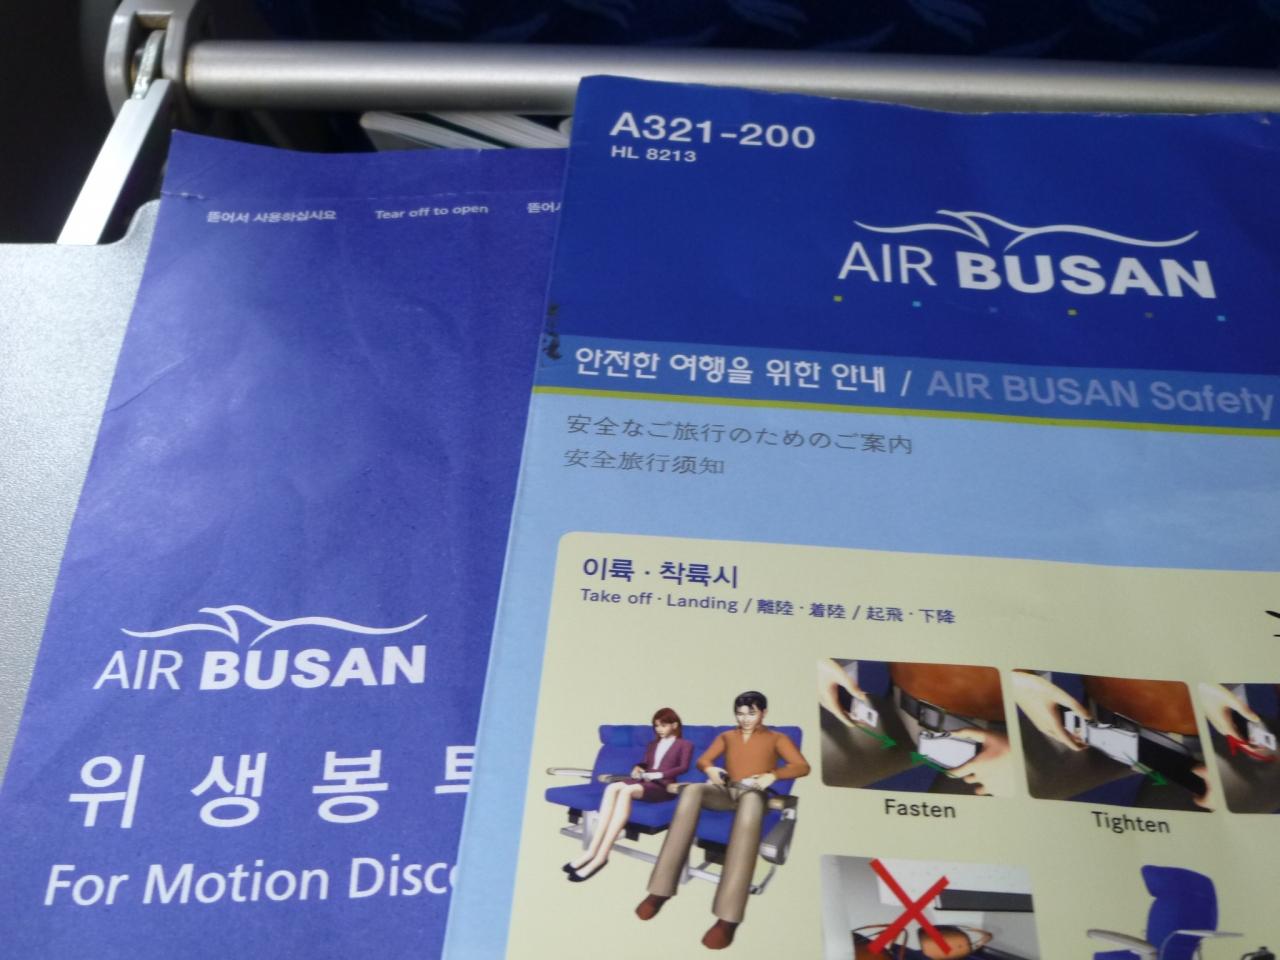 뜯어서 사용하십시요 Tear off to open
AIR BUSAN
위생봉
For Motion
A321-200
HL 8213
AIR BUSAN
안전한 여행을 위한 안내 / AIR BUSAN Safety
安全なご旅行のためのご案内
安全旅行须知
이륙 · 착륙시
Take off · Landing / 離陸 · 着陸 / 起飛 · 下降
Fasten
Tighten